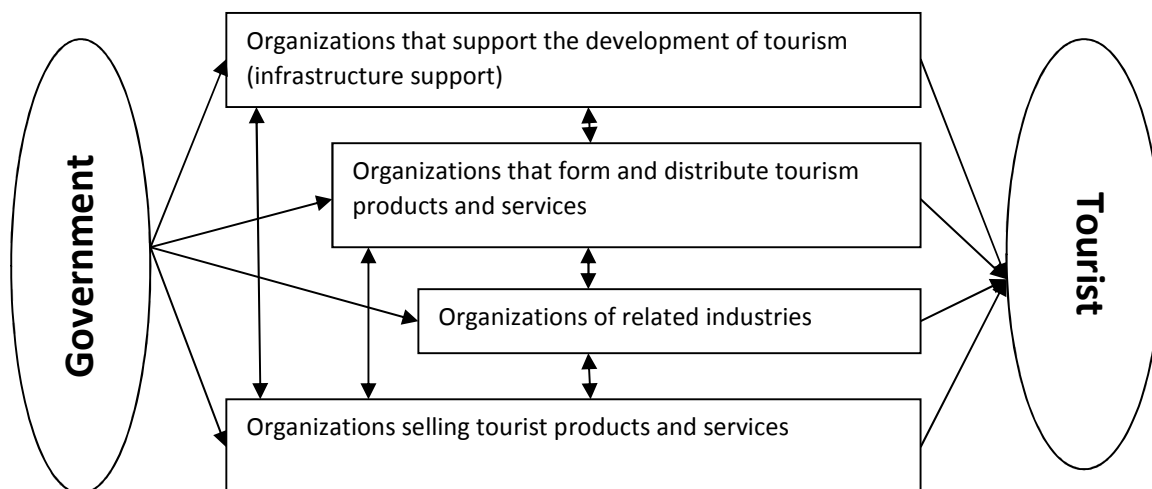 Government
Organizations that support the development of tourism
(infrastructure support)
Organizations that form and distribute tourism
products and services
Organizations of related industries
Organizations selling tourist products and services
Tourist